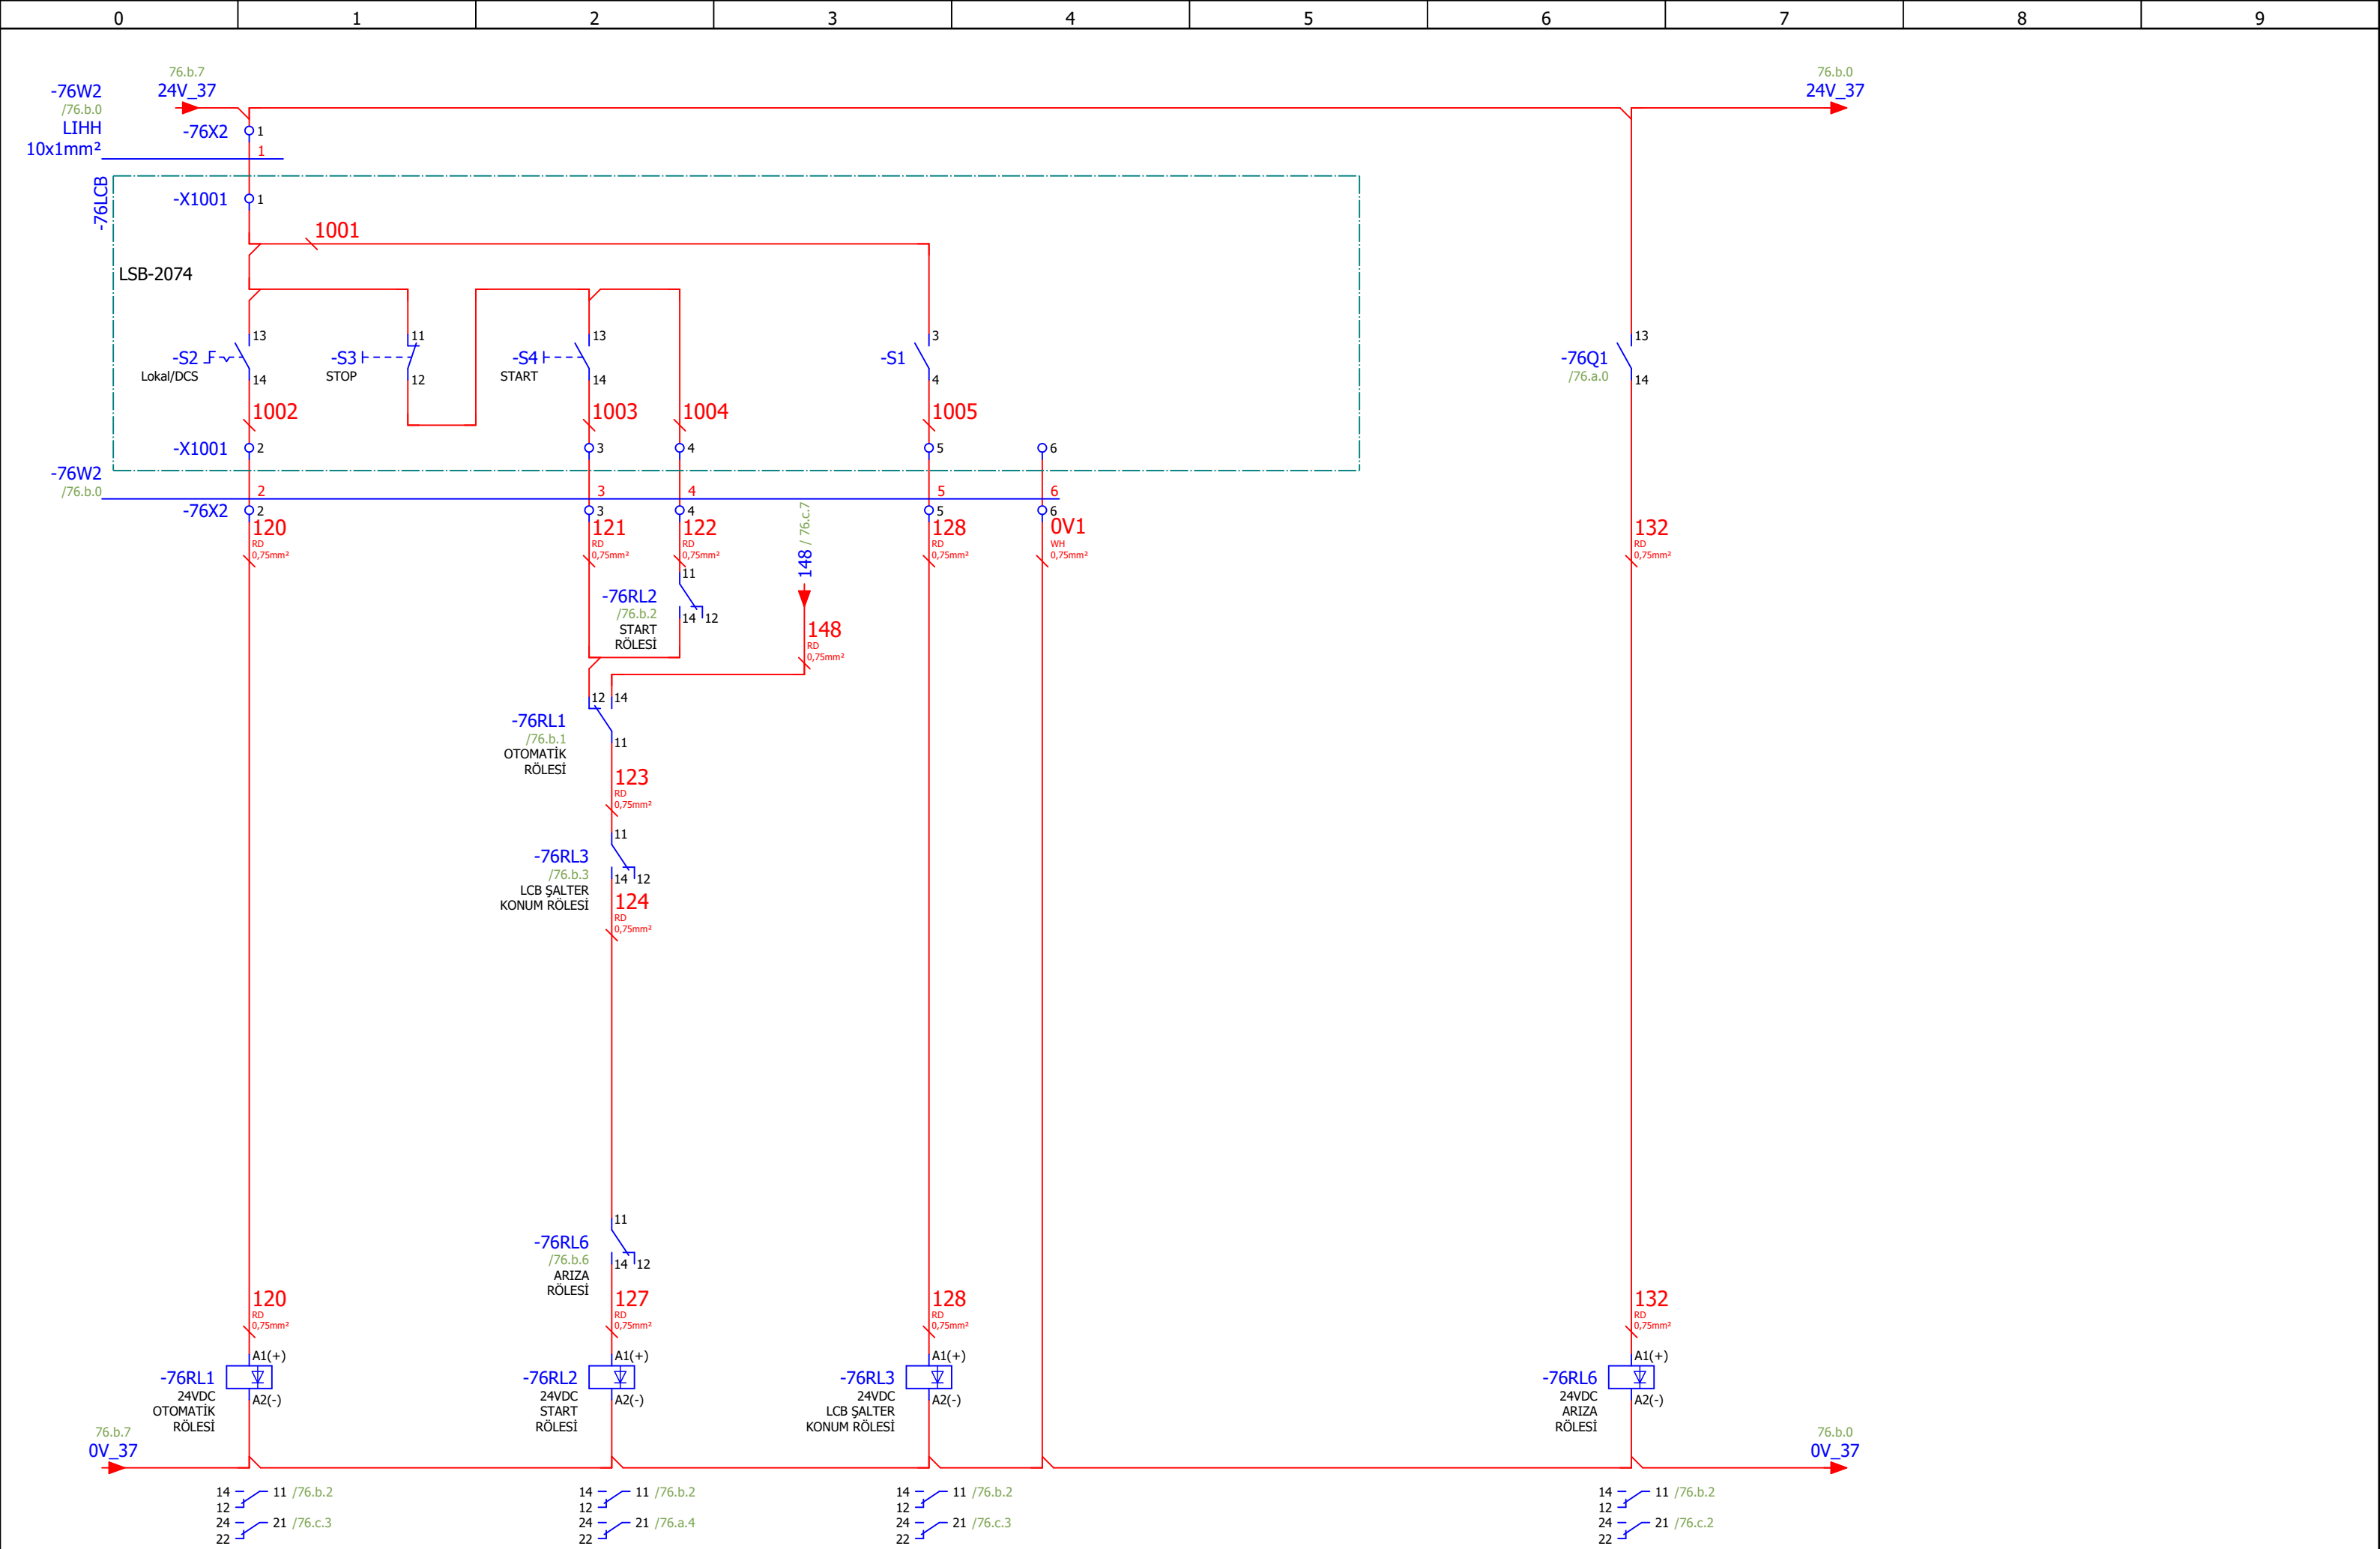 0 1 2 3 4 5 6 7 8 9
76.b.7
24V_37
76.b.0
24V_37
-76W2
/76.b.0
LIHH
10x1mm²
-76X2 1
1
-76LCB
-X1001 1
1001
LSB-2074
-S2
Lokal/DCS
13
14
-S3
STOP
11
12
-S4
START
13
14
-S1
3
4
-76Q1
/76.a.0
13
14
1002
1003
1004
1005
-X1001 2 3 4 5 6
-76W2
/76.b.0
2 3 4 5 6
-76X2 2 3 4 5 6
120
RD
0,75mm²
121
RD
0,75mm²
122
RD
0,75mm²
148 / 76.c.7
128
RD
0,75mm²
0V1
WH
0,75mm²
132
RD
0,75mm²
-76RL2
/76.b.2
START
RÖLESİ
11
14 12
148
RD
0,75mm²
12 14
-76RL1
/76.b.1
OTOMATİK
RÖLESİ
11
123
RD
0,75mm²
11
-76RL3
/76.b.3
LCB ŞALTER
KONUM RÖLESİ
14 12
124
RD
0,75mm²
11
-76RL6
/76.b.6
ARIZA
RÖLESİ
14 12
120
RD
0,75mm²
127
RD
0,75mm²
128
RD
0,75mm²
132
RD
0,75mm²
A1(+)
-76RL1
24VDC
OTOMATİK
RÖLESİ
A2(-)
A1(+)
-76RL2
24VDC
START
RÖLESİ
A2(-)
A1(+)
-76RL3
24VDC
LCB ŞALTER
KONUM RÖLESİ
A2(-)
A1(+)
-76RL6
24VDC
ARIZA
RÖLESİ
A2(-)
76.b.7
0V_37
76.b.0
0V_37
14 11 /76.b.2
12
24 21 /76.c.3
22
14 11 /76.b.2
12
24 21 /76.a.4
22
14 11 /76.b.2
12
24 21 /76.c.3
22
14 11 /76.b.2
12
24 21 /76.c.2
22